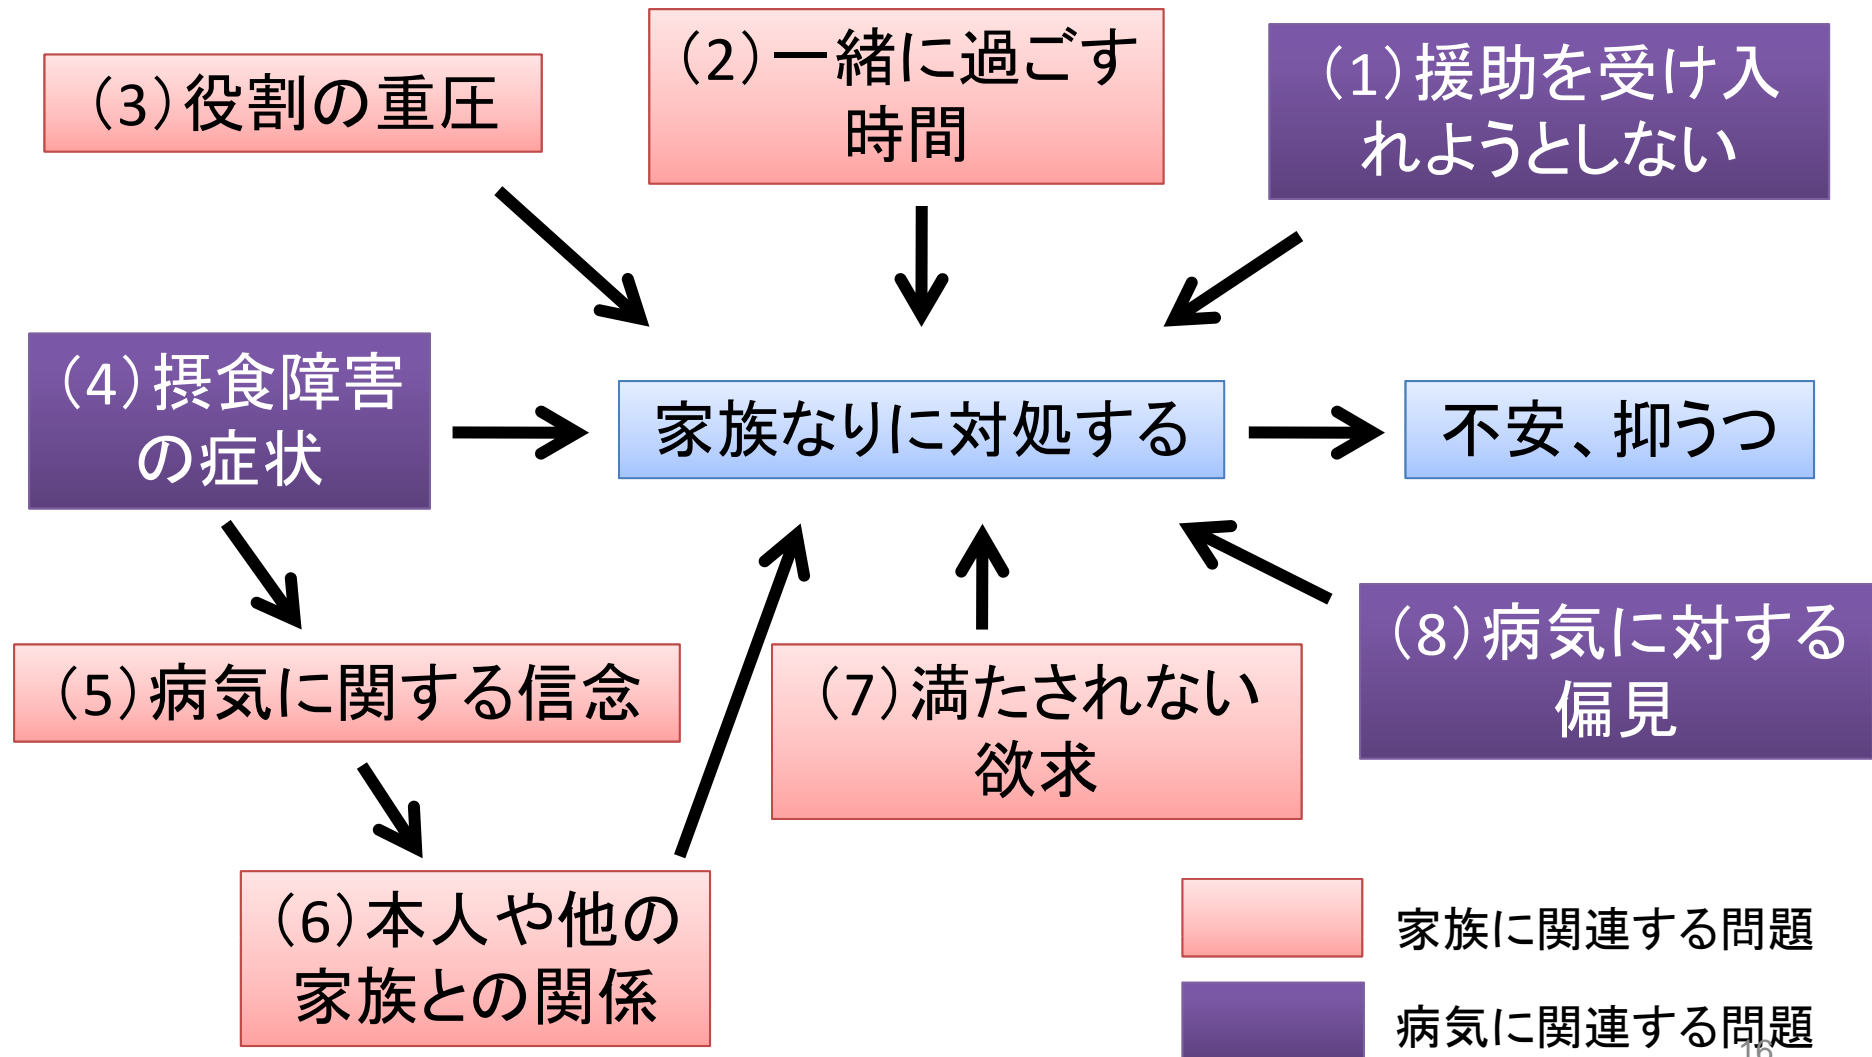 (3)役割の重圧
(2)一緒に過ごす
時間
(1)援助を受け入
れようとしない
(4)摂食障害
の症状
家族なりに対処する
不安、抑うつ
(5)病気に関する信念
(7)満たされない
欲求
(8)病気に対する
偏見
(6)本人や他の
家族との関係
家族に関連する問題
病気に関連する問題
16